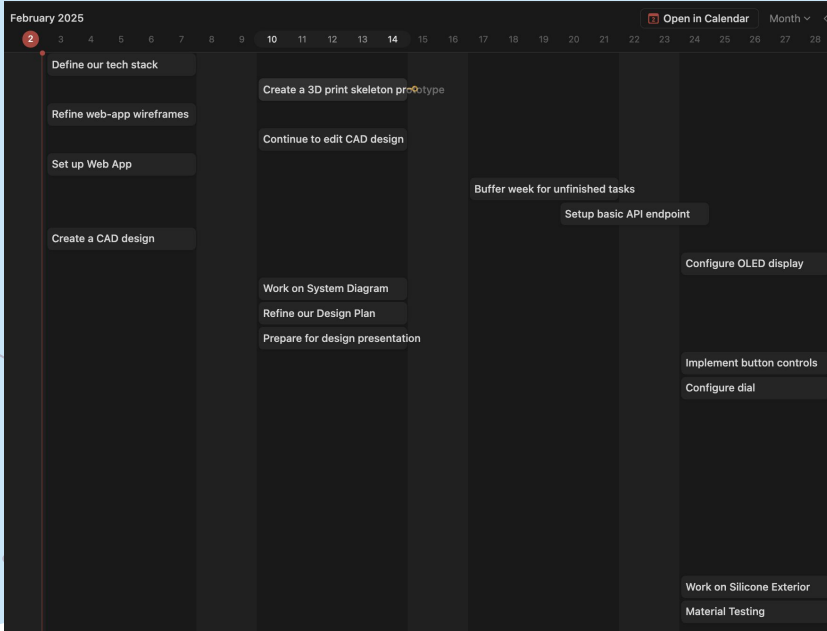 February 2025
2 Open in Calendar Month
2 3 4 5 6 7 8 9 10 11 12 13 14 15 16 17 18 19 20 21 22 23 24 25 26 27 28
Define our tech stack
Create a 3D print skeleton prototype
Refine web-app wireframes
Continue to edit CAD design
Set up Web App
Buffer week for unfinished tasks
Setup basic API endpoint
Create a CAD design
Configure OLED display
Work on System Diagram
Refine our Design Plan
Prepare for design presentation
Implement button controls
Configure dial
Work on Silicone Exterior
Material Testing